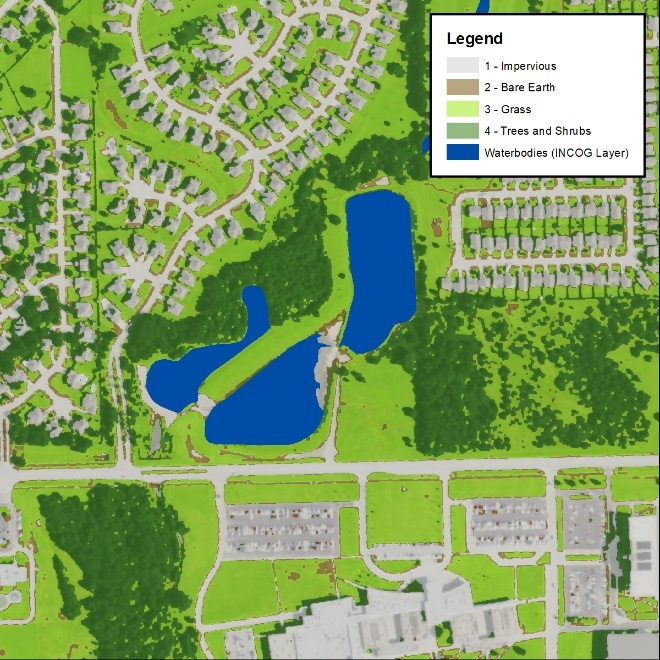 Legend
1 - Impervious
2 - Bare Earth
3 - Grass
4 - Trees and Shrubs
Waterbodies (INCOG Layer)